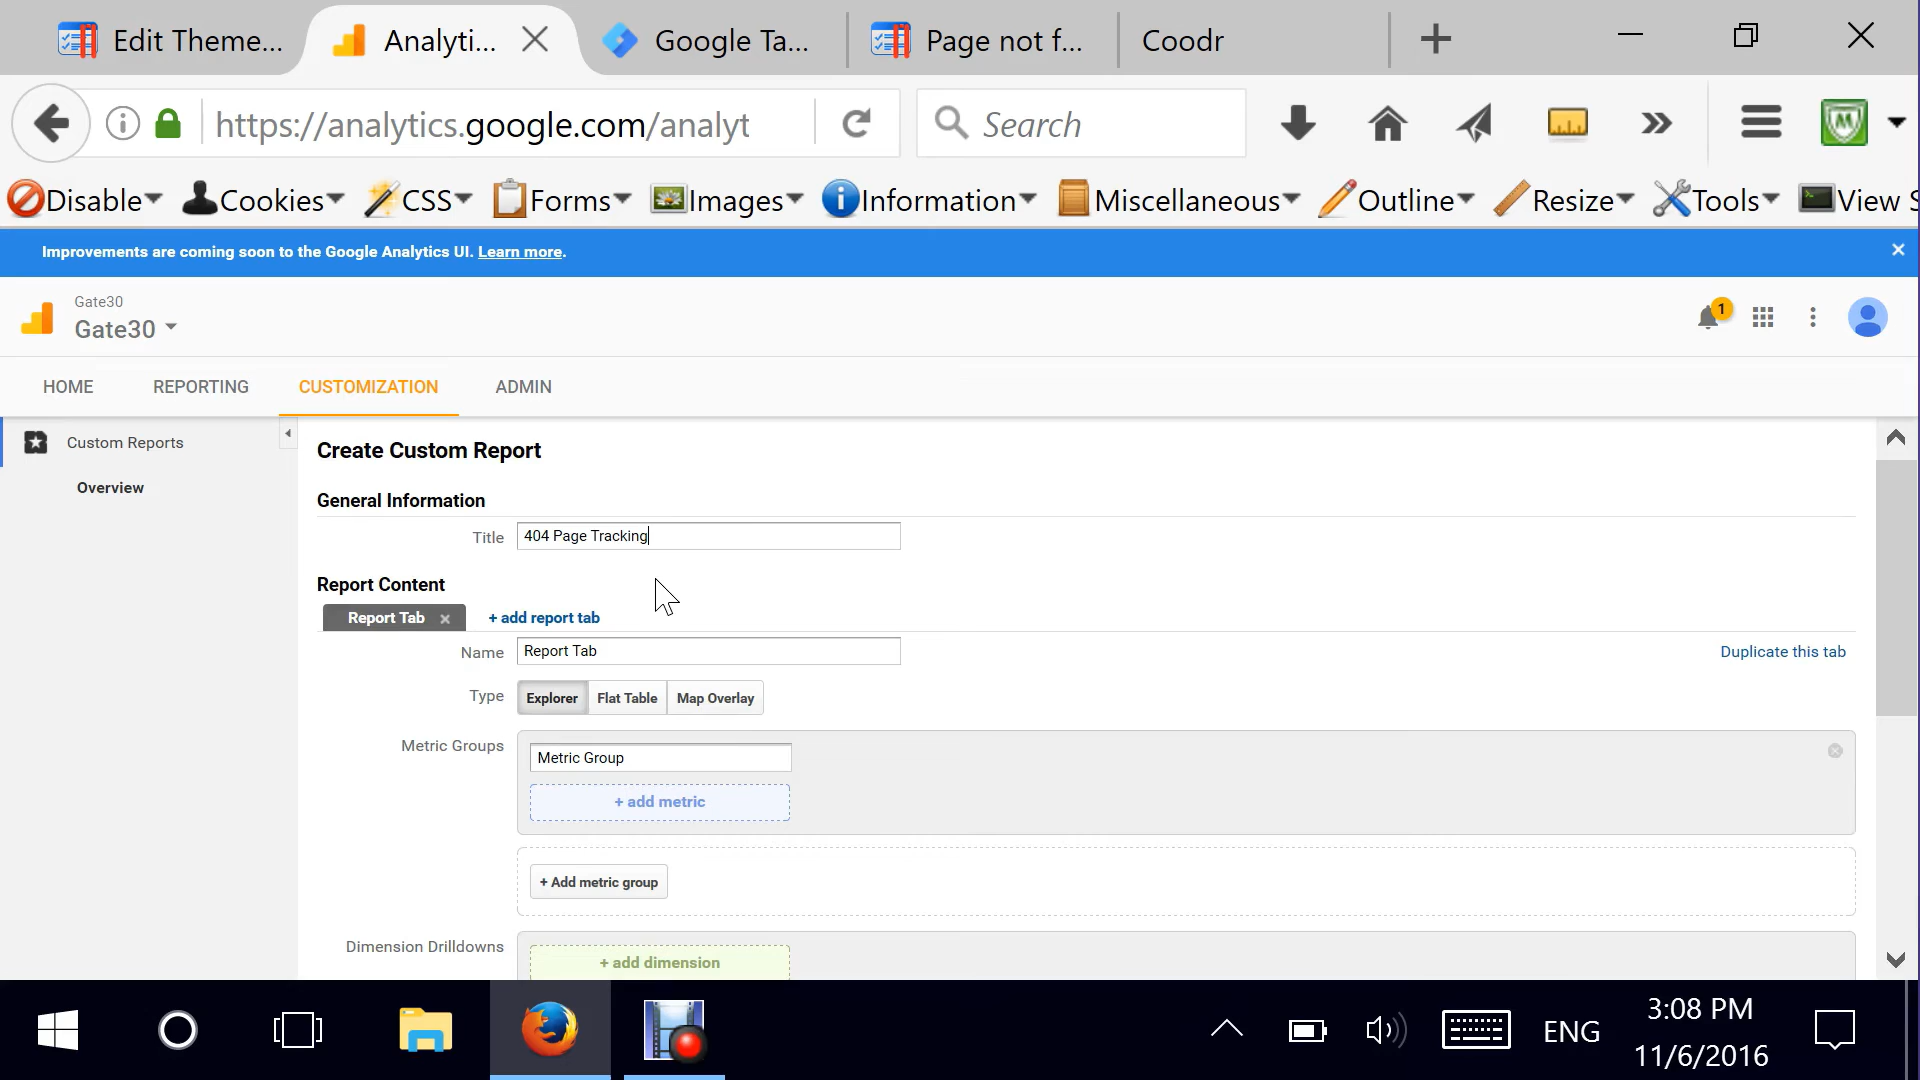 Edit Theme...
Analyti...
Google Ta...
Page not f...
Coodr
https://analytics.google.com/analyt
Search
Disable
Cookies
CSS
Forms
Images
Information
Miscellaneous
Outline
Resize
Tools
View S
Improvements are coming soon to the Google Analytics UI. Learn more.
Gate30
Gate30
1
HOME
REPORTING
CUSTOMIZATION
ADMIN
Custom Reports
Overview
Create Custom Report
General Information
Title
404 Page Tracking
Report Content
Report Tab
+ add report tab
Name
Report Tab
Duplicate this tab
Type
Explorer
Flat Table
Map Overlay
Metric Groups
Metric Group
+ add metric
+ Add metric group
Dimension Drilldowns
+ add dimension
ENG
3:08 PM
11/6/2016